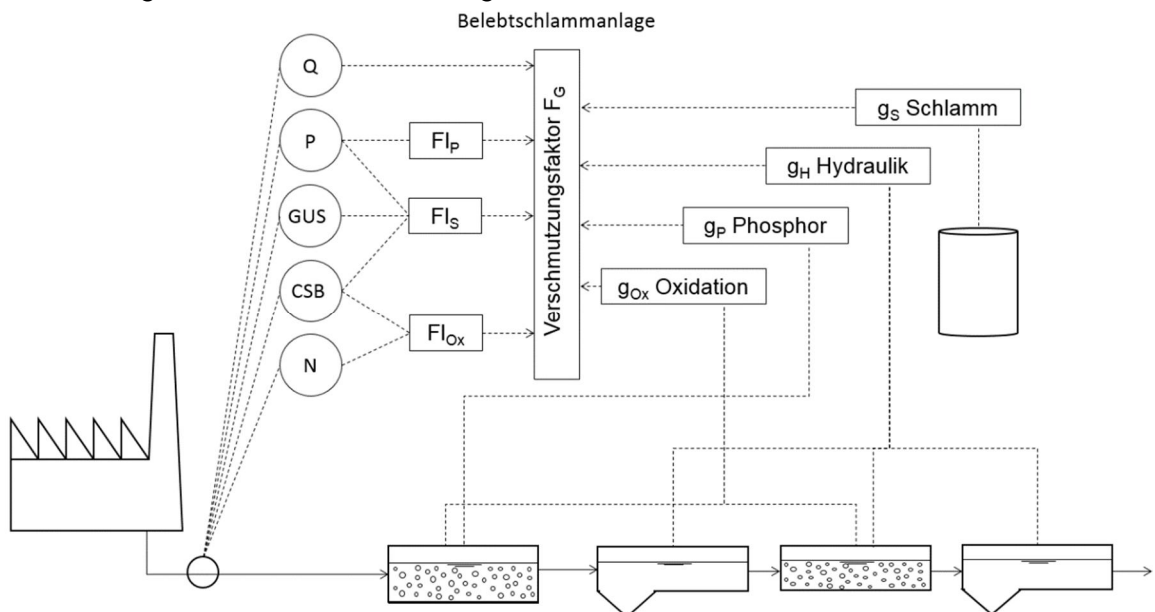 Belebtschlammanlage
Q
P
GUS
CSB
N
FI_P
FI_S
FI_Ox
Verschmutzungsfaktor F_G
g_S Schlamm
g_H Hydraulik
g_P Phosphor
g_Ox Oxidation